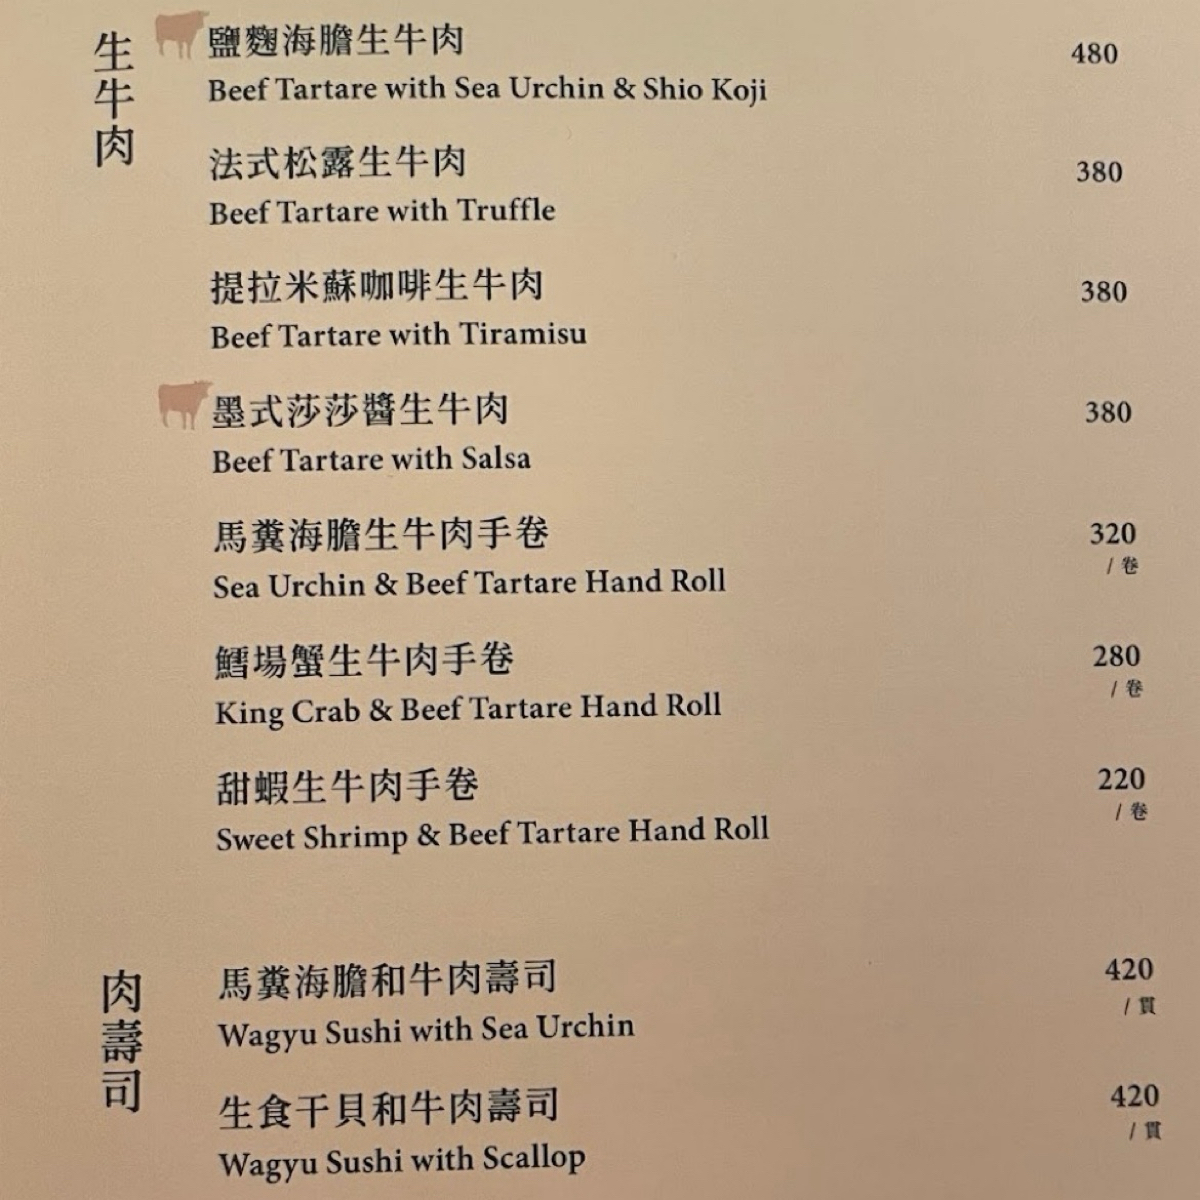 生牛肉
鹽麴海膽生牛肉 480
Beef Tartare with Sea Urchin & Shio Koji
法式松露生牛肉 380
Beef Tartare with Truffle
提拉米蘇咖啡生牛肉 380
Beef Tartare with Tiramisu
墨式莎莎醬生牛肉 380
Beef Tartare with Salsa
馬糞海膽生牛肉手卷 320
/ 卷
Sea Urchin & Beef Tartare Hand Roll
鱈場蟹生牛肉手卷 280
/ 卷
King Crab & Beef Tartare Hand Roll
甜蝦生牛肉手卷 220
/ 卷
Sweet Shrimp & Beef Tartare Hand Roll
肉壽司
馬糞海膽和牛肉壽司 420
/ 貫
Wagyu Sushi with Sea Urchin
生食干貝和牛肉壽司 420
/ 貫
Wagyu Sushi with Scallop